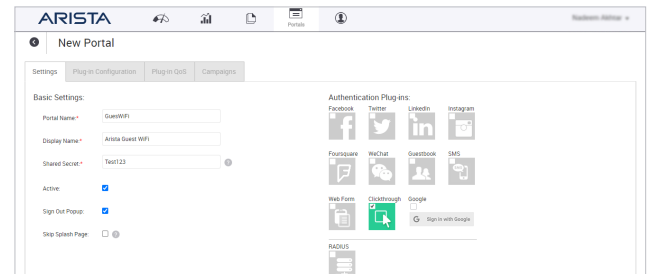 ARISTA
Portals
New Portal
Settings
Plug-in Configuration
Plug-in QoS
Campaigns
Basic Settings:
Portal Name:*
GuesWiFi
Display Name:*
Arista Guest WiFi
Shared Secret:*
Test123
?
Active:
Sign Out Popup:
Skip Splash Page:
?
Authentication Plug-ins:
Facebook
Twitter
LinkedIn
Instagram
Foursquare
WeChat
Guestbook
SMS
Web Form
Clickthrough
Google
G Sign in with Google
RADIUS